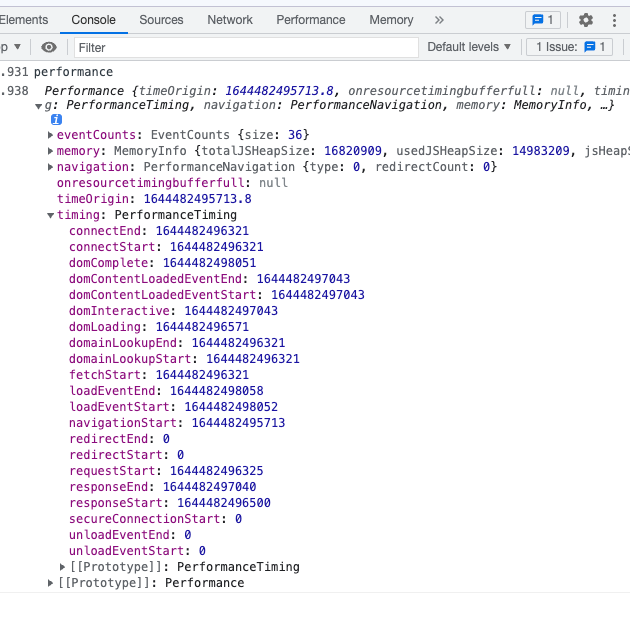 Elements Console Sources Network Performance Memory » 1
p ▼ Filter Default levels ▼ 1 Issue: 1
.931 performance
.938 Performance {timeOrigin: 1644482495713.8, onresourcetimingbufferfull: null, timin
g: PerformanceTiming, navigation: PerformanceNavigation, memory: MemoryInfo, …}
i
eventCounts: EventCounts {size: 36}
memory: MemoryInfo {totalJSHeapSize: 16820909, usedJSHeapSize: 14983209, jsHeapS
navigation: PerformanceNavigation {type: 0, redirectCount: 0}
onresourcetimingbufferfull: null
timeOrigin: 1644482495713.8
timing: PerformanceTiming
connectEnd: 1644482496321
connectStart: 1644482496321
domComplete: 1644482498051
domContentLoadedEventEnd: 1644482497043
domContentLoadedEventStart: 1644482497043
domInteractive: 1644482497043
domLoading: 1644482496571
domainLookupEnd: 1644482496321
domainLookupStart: 1644482496321
fetchStart: 1644482496321
loadEventEnd: 1644482498058
loadEventStart: 1644482498052
navigationStart: 1644482495713
redirectEnd: 0
redirectStart: 0
requestStart: 1644482496325
responseEnd: 1644482497040
responseStart: 1644482496500
secureConnectionStart: 0
unloadEventEnd: 0
unloadEventStart: 0
[[Prototype]]: PerformanceTiming
[[Prototype]]: Performance